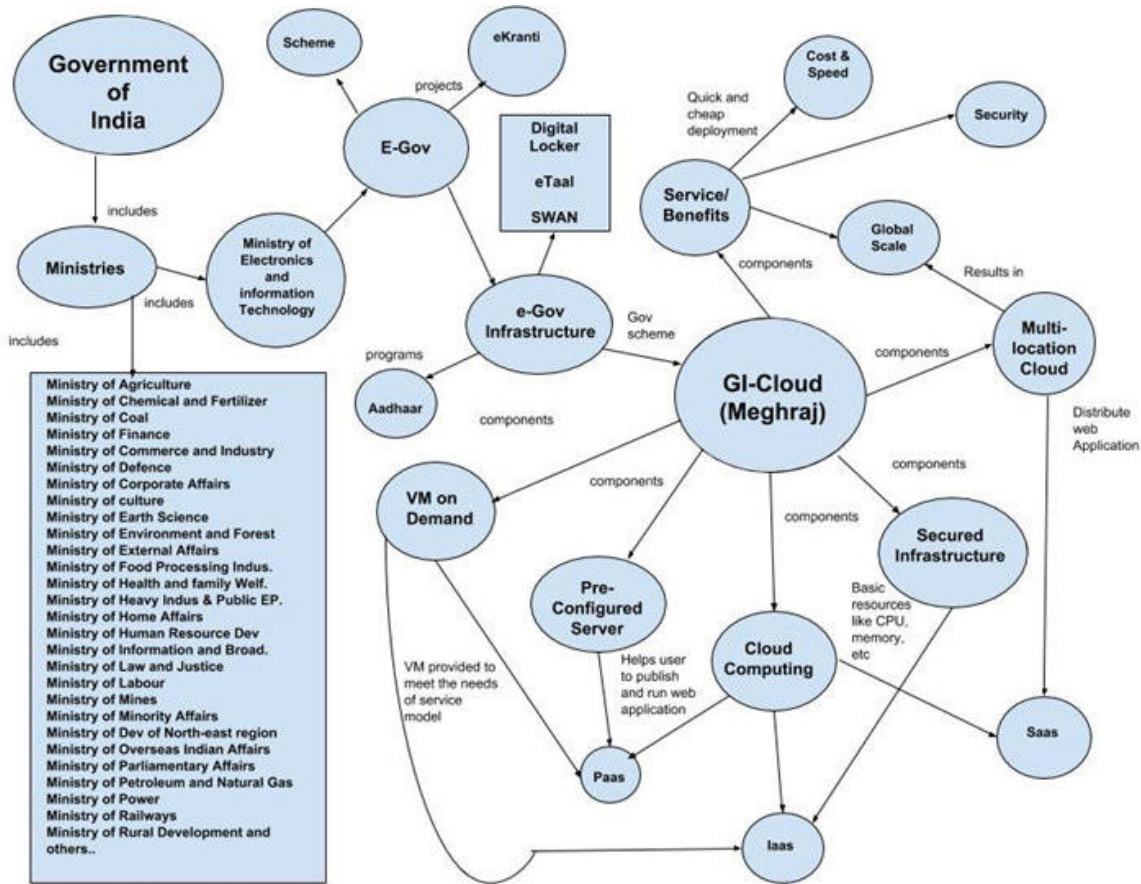 Government
of
India
includes
Ministries
includes
includes
Ministry of
Electronics
and
information
Technology
Scheme
projects
eKranti
E-Gov
Digital
Locker
eTaal
SWAN
e-Gov
Infrastructure
programs
Aadhaar
Gov
scheme
Cost &
Speed
Quick and
cheap
deployment
Security
Service/
Benefits
Global
Scale
components
Results in
Multi-
location
Cloud
components
GI-Cloud
(Meghraj)
Distribute
web
Application
components
components
components
components
VM on
Demand
Secured
Infrastructure
Pre-
Configured
Server
Basic
resources
like CPU,
memory,
etc
Cloud
Computing
VM provided to
meet the needs
of service
model
Helps user
to publish
and run web
application
Paas
Saas
Iaas
Ministry of Agriculture
Ministry of Chemical and Fertilizer
Ministry of Coal
Ministry of Finance
Ministry of Commerce and Industry
Ministry of Defence
Ministry of Corporate Affairs
Ministry of culture
Ministry of Earth Science
Ministry of Environment and Forest
Ministry of External Affairs
Ministry of Food Processing Indus.
Ministry of Health and family Welf.
Ministry of Heavy Indus & Public EP.
Ministry of Home Affairs
Ministry of Human Resource Dev
Ministry of Information and Broad.
Ministry of Law and Justice
Ministry of Labour
Ministry of Mines
Ministry of Minority Affairs
Ministry of Dev of North-east region
Ministry of Overseas Indian Affairs
Ministry of Parliamentary Affairs
Ministry of Petroleum and Natural Gas
Ministry of Power
Ministry of Railways
Ministry of Rural Development and
others..